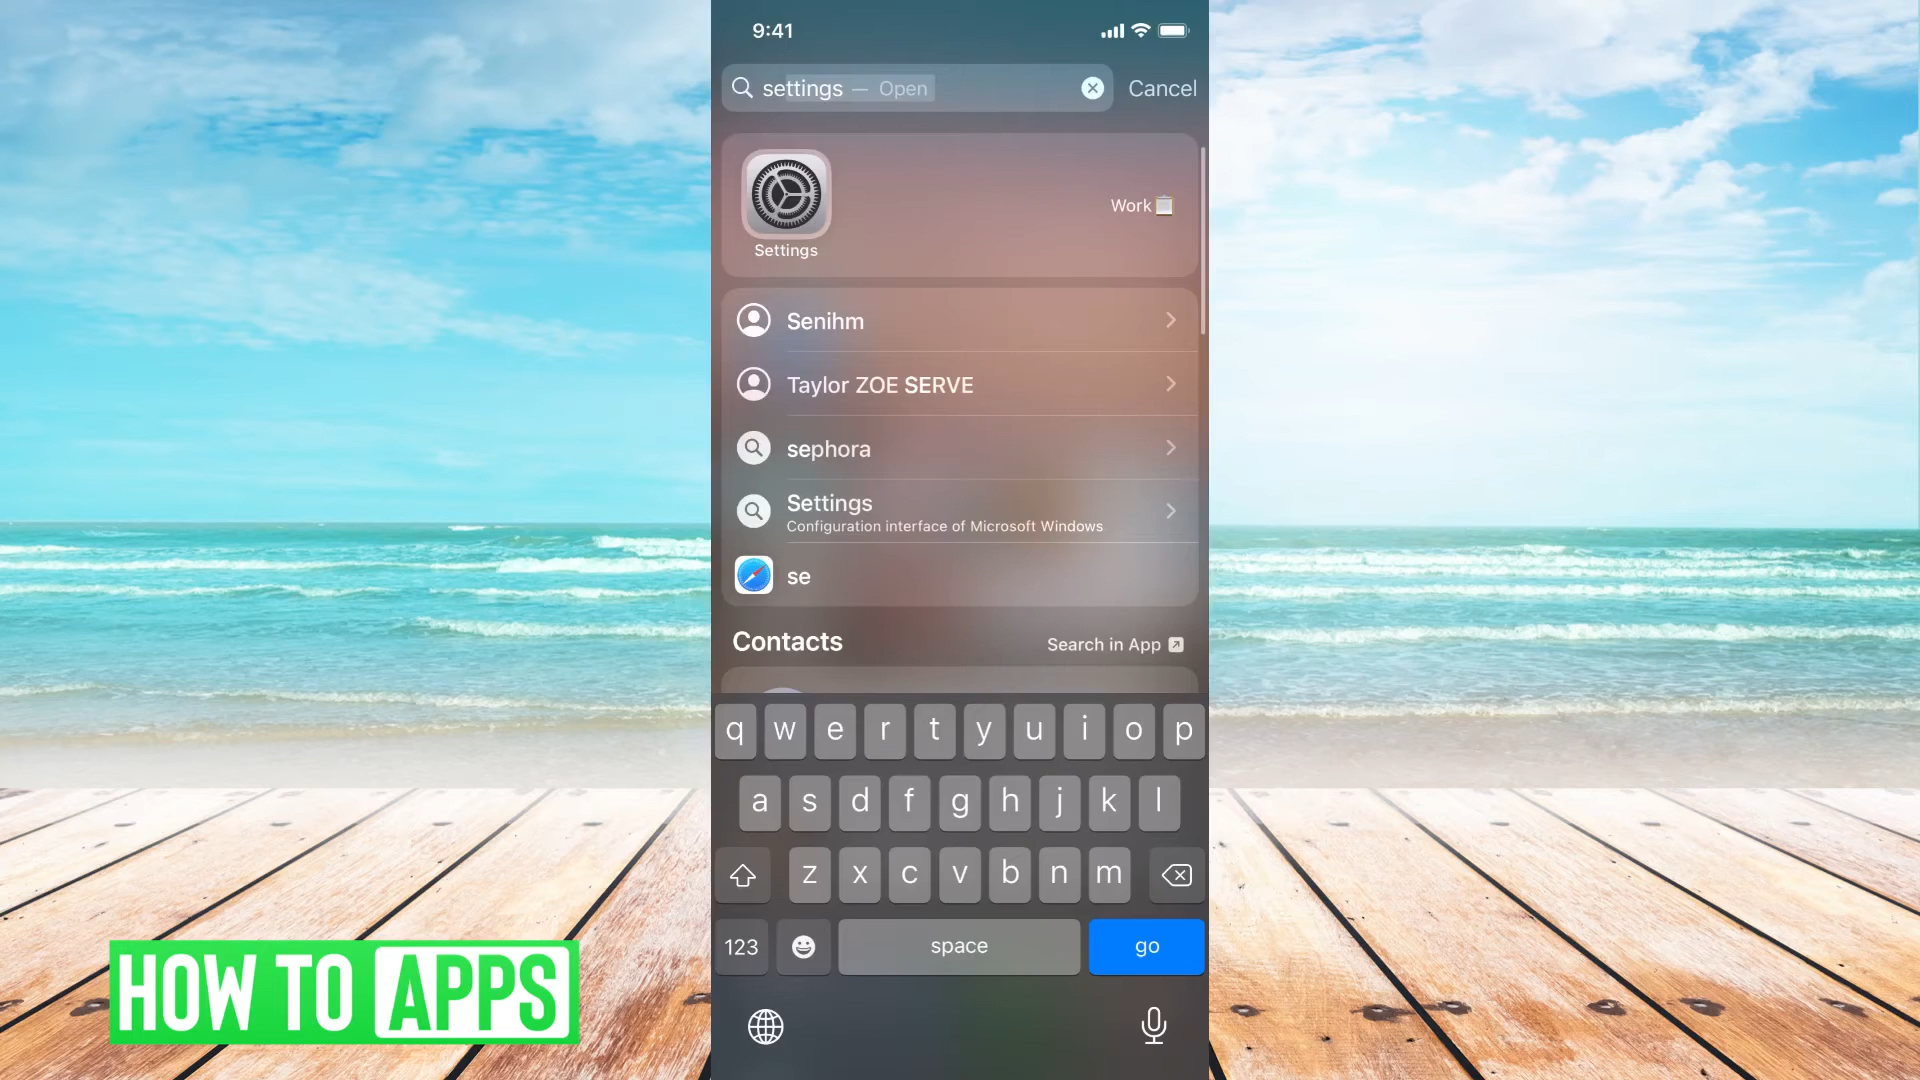 9:41
settings — Open
Cancel
Settings
Work
Senihm
Taylor ZOE SERVE
sephora
Settings
Configuration interface of Microsoft Windows
se
Contacts
Search in App
q w e r t y u i o p
a s d f g h j k l
z x c v b n m
123 space go
HOW TO APPS